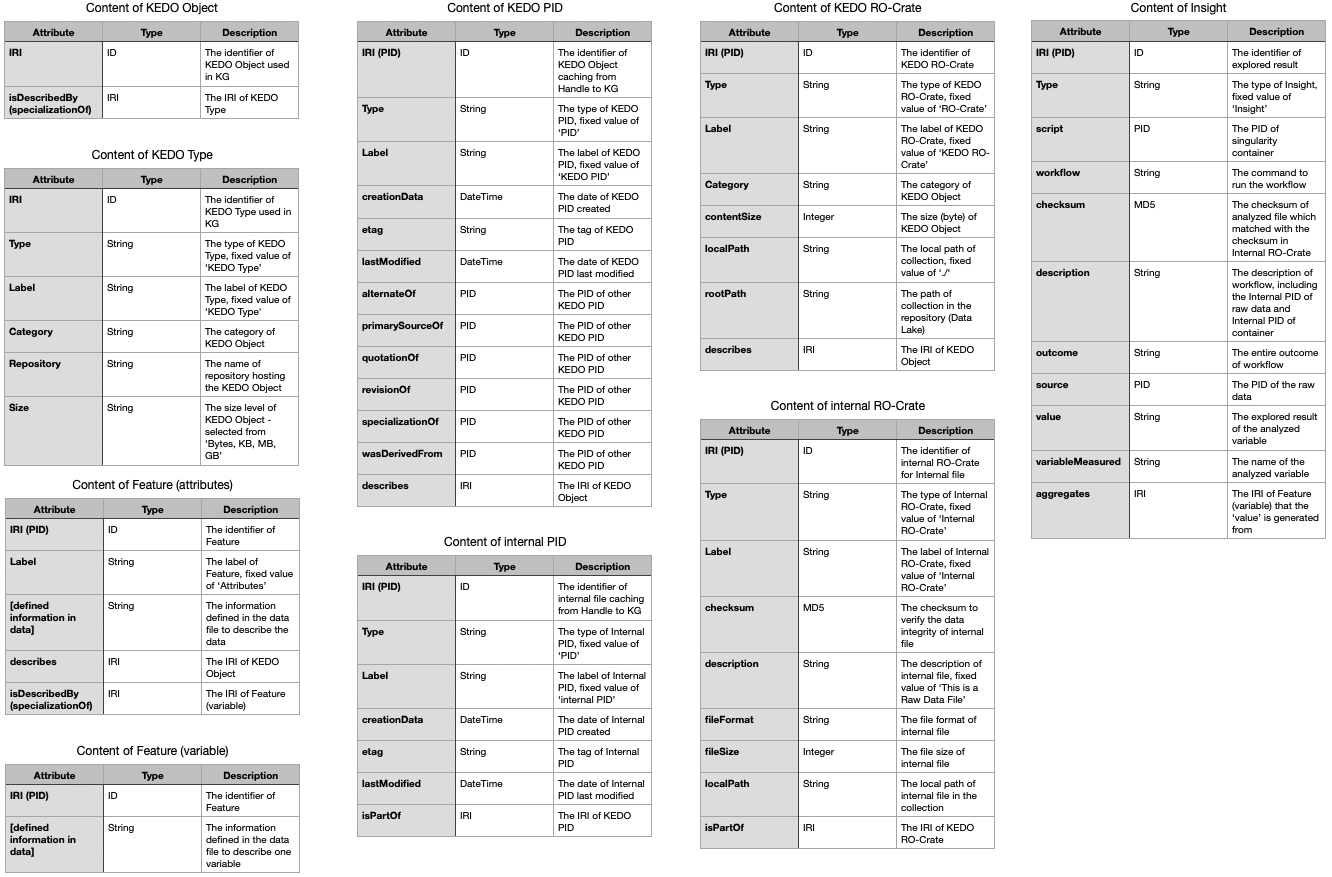 Content of KEDO Object
Attribute Type Description
IRI ID The identifier of
KEDO Object used
in KG
isDescribedBy IRI The IRI of KEDO
(specializationOf) Type
Content of KEDO Type
Attribute Type Description
IRI ID The identifier of
KEDO Type used in
KG
Type String The type of KEDO
Type, fixed value of
‘KEDO Type’
Label String The label of KEDO
Type, fixed value of
‘KEDO Type’
Category String The category of
KEDO Object
Repository String The name of
repository hosting
the KEDO Object
Size String The size level of
KEDO Object -
selected from
‘Bytes, KB, MB,
GB’
Content of Feature (attributes)
Attribute Type Description
IRI (PID) ID The identifier of
Feature
Label String The label of
Feature, fixed value
of ‘Attributes’
[defined String The information
information in defined in the data
data] file to describe the
data
describes IRI The IRI of KEDO
Object
isDescribedBy IRI The IRI of Feature
(specializationOf) (variable)
Content of Feature (variable)
Attribute Type Description
IRI (PID) ID The identifier of
Feature
[defined String The information
information in defined in the data
data] file to describe one
variable
Content of KEDO PID
Attribute Type Description
IRI (PID) ID The identifier of
KEDO Object
caching from
Handle to KG
Type String The type of KEDO
PID, fixed value of
‘PID’
Label String The label of KEDO
PID, fixed value of
‘KEDO PID’
creationData DateTime The date of KEDO
PID created
etag String The tag of KEDO
PID
lastModified DateTime The date of KEDO
PID last modified
alternateOf PID The PID of other
KEDO PID
primarySourceOf PID The PID of other
KEDO PID
quotationOf PID The PID of other
KEDO PID
revisionOf PID The PID of other
KEDO PID
specializationOf PID The PID of other
KEDO PID
wasDerivedFrom PID The PID of other
KEDO PID
describes IRI The IRI of KEDO
Object
Content of internal PID
Attribute Type Description
IRI (PID) ID The identifier of
internal file caching
from Handle to KG
Type String The type of Internal
PID, fixed value of
‘PID’
Label String The label of Internal
PID, fixed value of
‘internal PID’
creationData DateTime The date of Internal
PID created
etag String The tag of Internal
PID
lastModified DateTime The date of Internal
PID last modified
isPartOf IRI The IRI of KEDO
PID
Content of KEDO RO-Crate
Attribute Type Description
IRI (PID) ID The identifier of
KEDO RO-Crate
Type String The type of KEDO
RO-Crate, fixed
value of ‘RO-Crate’
Label String The label of KEDO
RO-Crate, fixed
value of ‘KEDO RO-
Crate’
Category String The category of
KEDO Object
contentSize Integer The size (byte) of
KEDO Object
localPath String The local path of
collection, fixed
value of ‘./‘
rootPath String The path of
collection in the
repository (Data
Lake)
describes IRI The IRI of KEDO
Object
Content of internal RO-Crate
Attribute Type Description
IRI (PID) ID The identifier of
internal RO-Crate
for Internal file
Type String The type of Internal
RO-Crate, fixed
value of ‘Internal
RO-Crate’
Label String The label of Internal
RO-Crate, fixed
value of ‘Internal
RO-Crate’
checksum MD5 The checksum to
verify the data
integrity of internal
file
description String The description of
internal file, fixed
value of ‘This is a
Raw Data File’
fileFormat String The file format of
internal file
fileSize Integer The file size of
internal file
localPath String The local path of
internal file in the
collection
isPartOf IRI The IRI of KEDO
RO-Crate
Content of Insight
Attribute Type Description
IRI (PID) ID The identifier of
explored result
Type String The type of Insight,
fixed value of
‘Insight’
script PID The PID of
singularity
container
workflow String The command to
run the workflow
checksum MD5 The checksum of
analyzed file which
matched with the
checksum in
Internal RO-Crate
description String The description of
workflow, including
the Internal PID of
raw data and
Internal PID of
container
outcome String The entire outcome
of workflow
source PID The PID of the raw
data
value String The explored result
of the analyzed
variable
variableMeasured String The name of the
analyzed variable
aggregates IRI The IRI of Feature
(variable) that the
‘value’ is generated
from